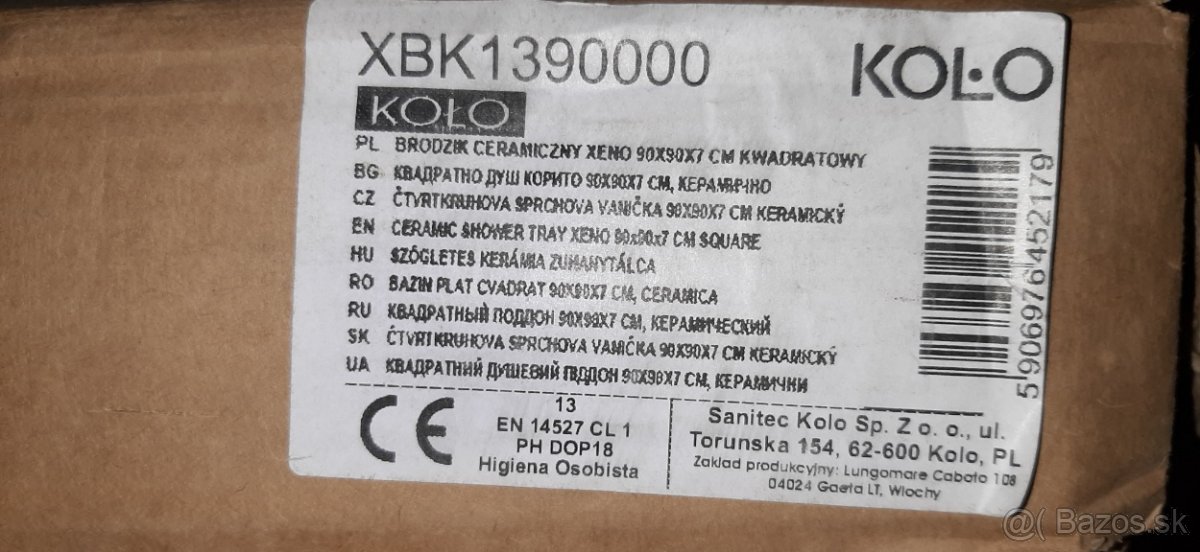 XBK1390000
KOŁO
KOŁO
PL BRODZIK CERAMICZNY XENO 90X90X7 CM KWADRATOWY
BG КВАДРАТНО ДУШ КОРИТО 90X90X7 CM, КЕРАМИЧНО
CZ ČTVRTKRUHOVA SPRCHOVA VANIČKA 90X90X7 CM KERAMICKÝ
EN CERAMIC SHOWER TRAY XENO 90x90x7 CM SQUARE
HU SZÖGLETES KERÁMIA ZUHANYTÁLCA
RO BAZIN PLAT CVADRAT 90X90X7 CM, CERAMICA
RU КВАДРАТНЫЙ ПОДДОН 90X90X7 CM, КЕРАМИЧЕСКИЙ
SK ČTVRTKRUHOVA SPRCHOVA VANIČKA 90X90X7 CM KERAMICKÝ
UA КВАДРАТНИЙ ДУШЕВИЙ ПІДДОН 90X90X7 CM, КЕРАМИЧНИ
5906976452179
CE
13
EN 14527 CL 1
PH DOP18
Higiena Osobista
Sanitec Kolo Sp. Z o. o., ul.
Torunska 154, 62-600 Kolo, PL
Zaklad produkcyjny: Lungomare Caboto 108
04024 Gaeta LT, Wlochy
@( Bazos.sk